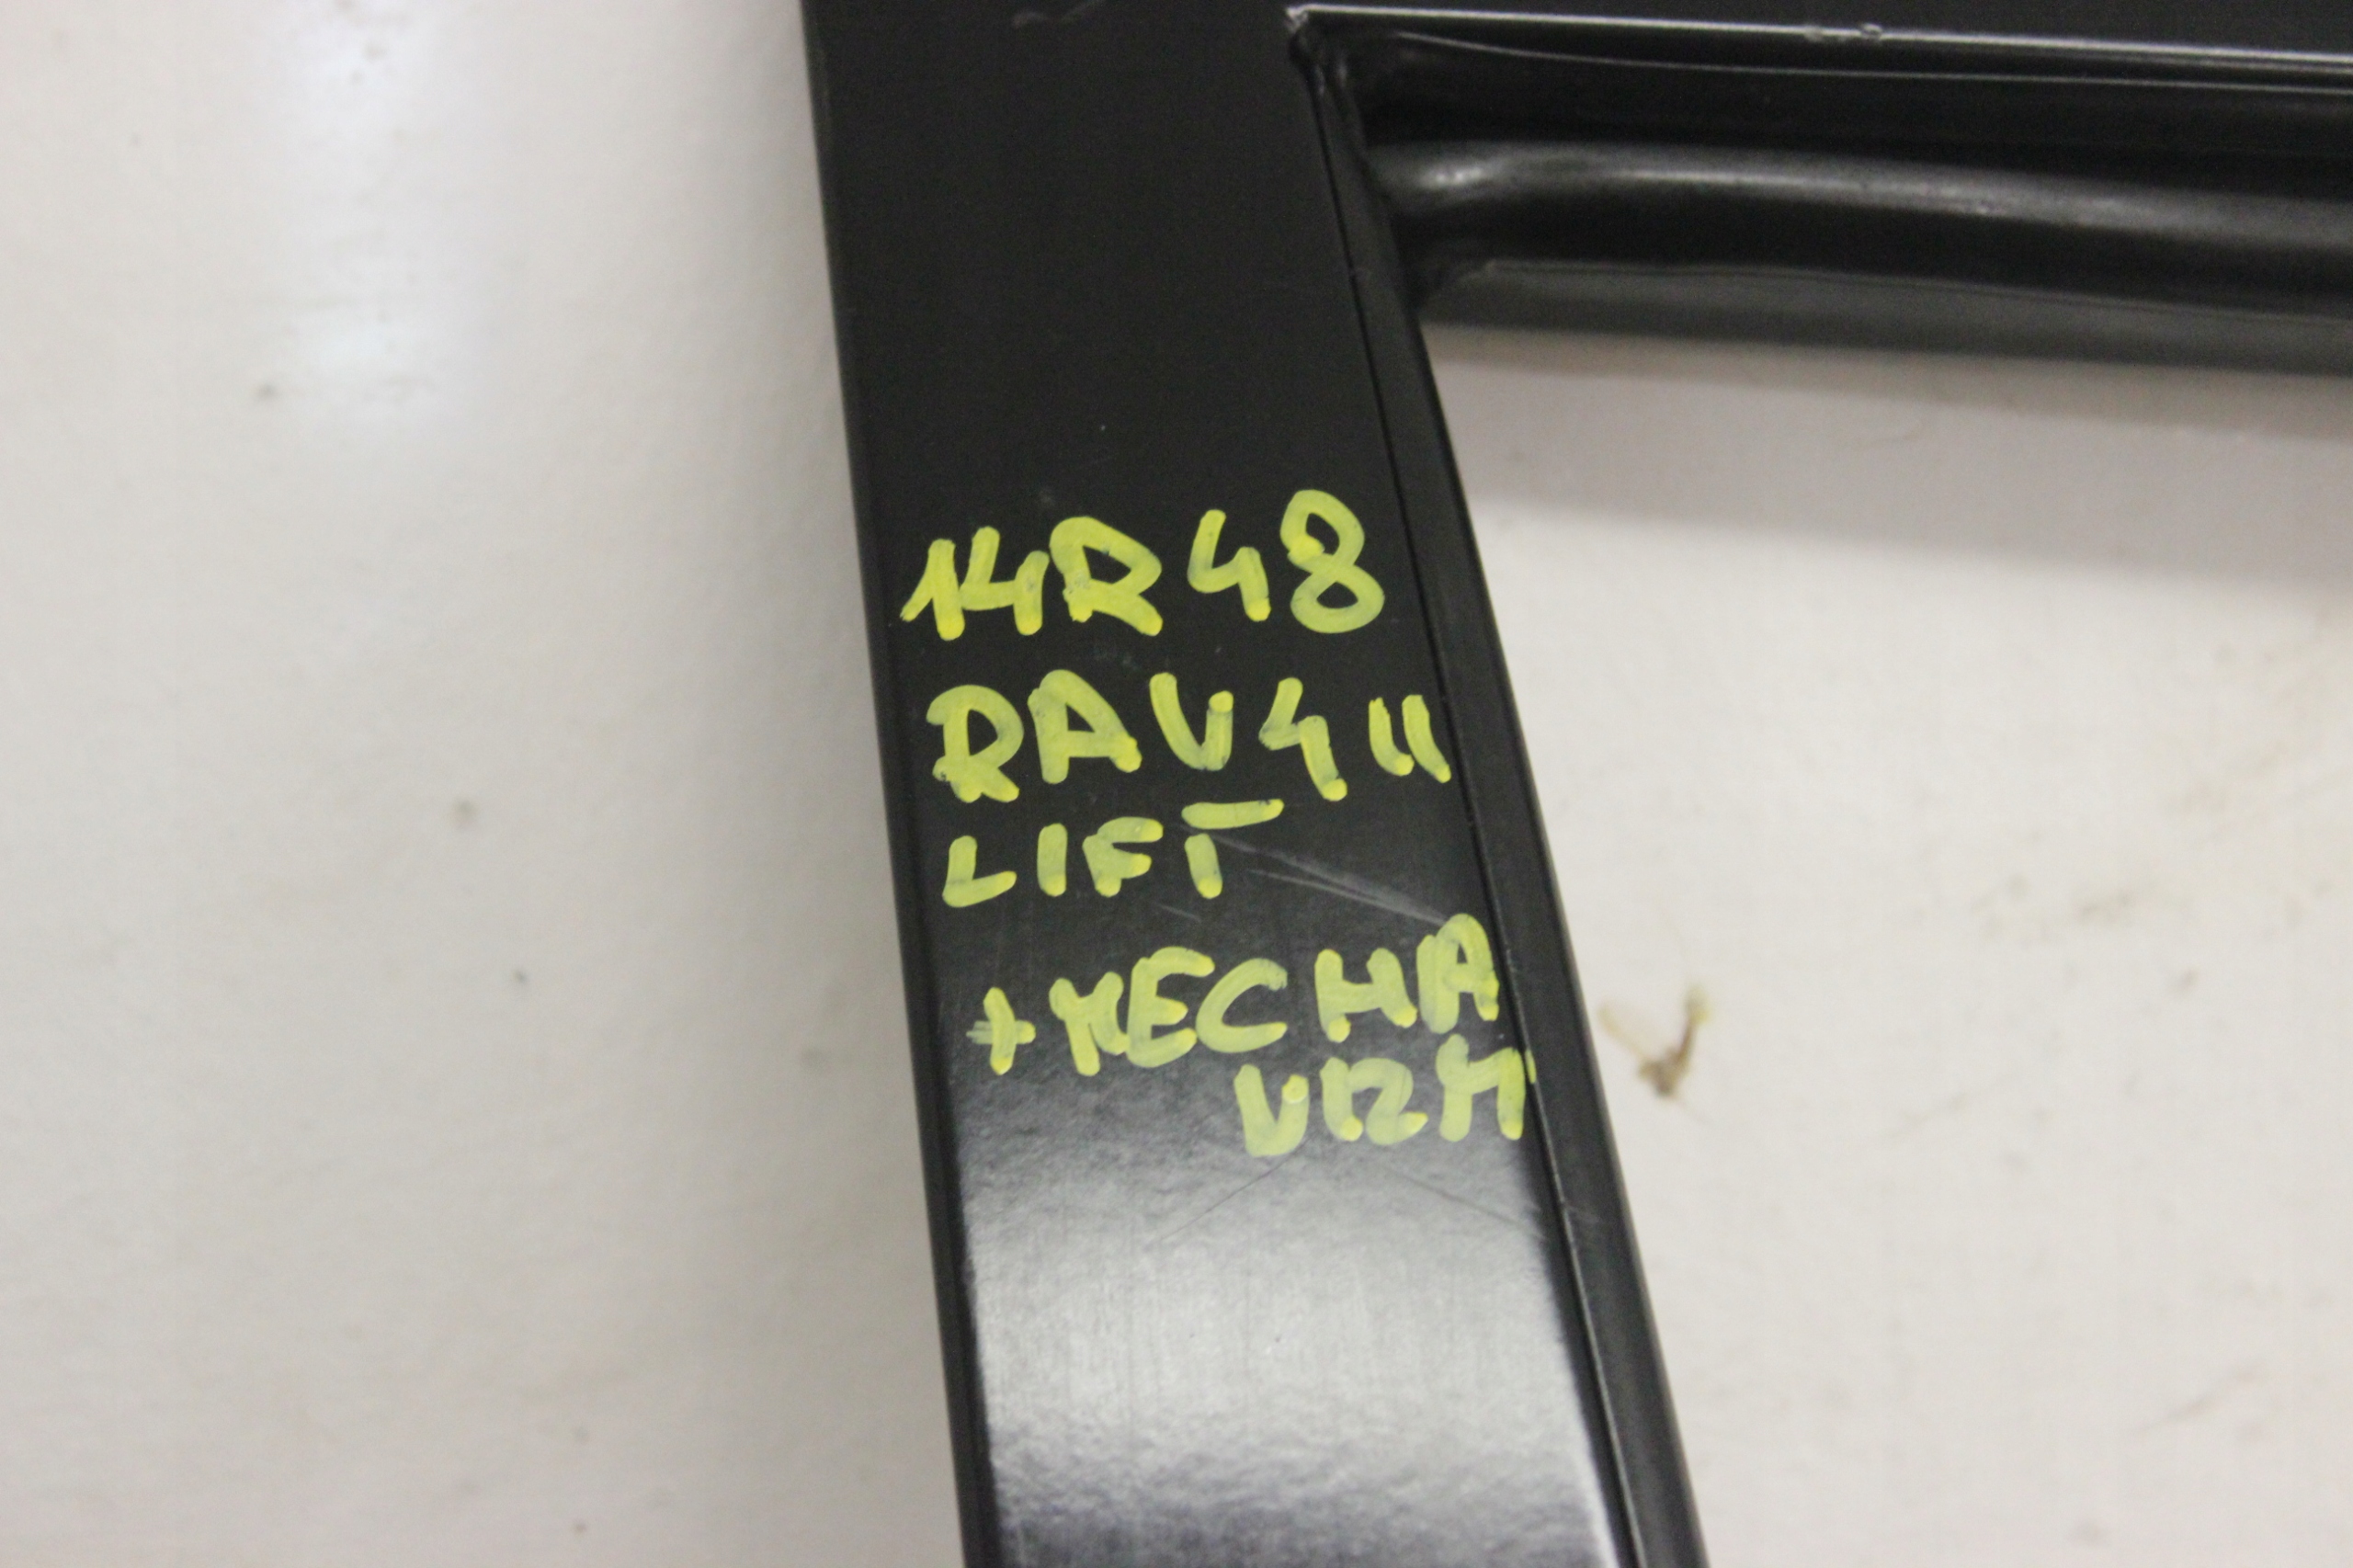 14R48
RAV4 II
LIFT
+MECHA
VRM